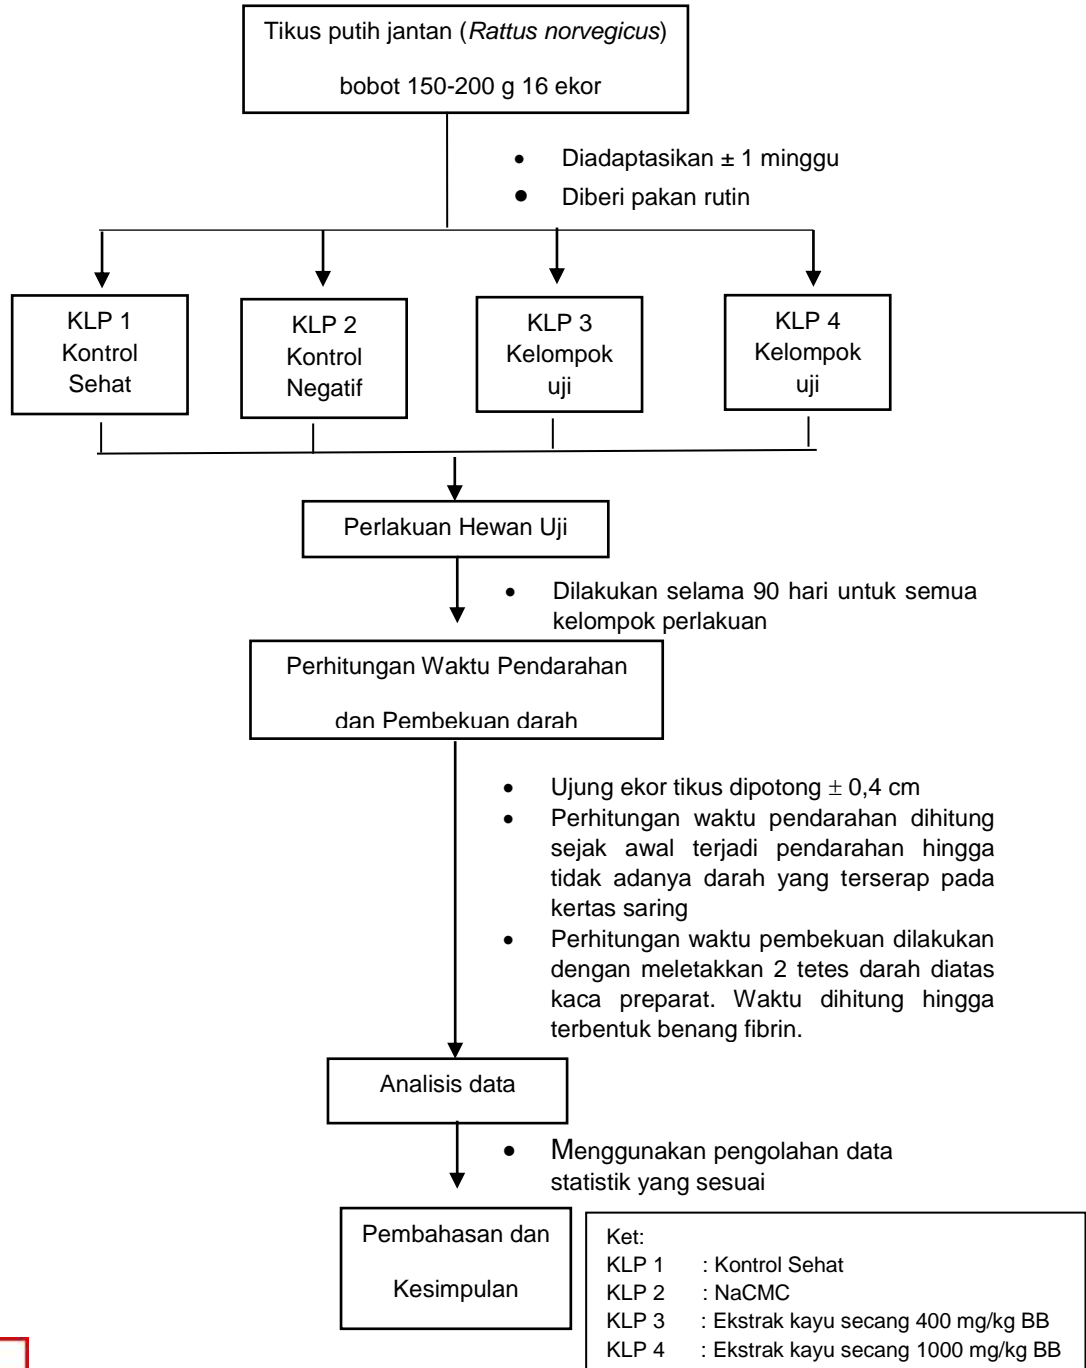 Tikus putih jantan (Rattus norvegicus)
bobot 150-200 g 16 ekor
• Diadaptasikan ± 1 minggu
• Diberi pakan rutin
KLP 1
Kontrol
Sehat
KLP 2
Kontrol
Negatif
KLP 3
Kelompok
uji
KLP 4
Kelompok
uji
Perlakuan Hewan Uji
• Dilakukan selama 90 hari untuk semua
kelompok perlakuan
Perhitungan Waktu Pendarahan
dan Pembekuan darah
• Ujung ekor tikus dipotong ± 0,4 cm
• Perhitungan waktu pendarahan dihitung
sejak awal terjadi pendarahan hingga
tidak adanya darah yang terserap pada
kertas saring
• Perhitungan waktu pembekuan dilakukan
dengan meletakkan 2 tetes darah diatas
kaca preparat. Waktu dihitung hingga
terbentuk benang fibrin.
Analisis data
• Menggunakan pengolahan data
statistik yang sesuai
Pembahasan dan
Kesimpulan
Ket:
KLP 1 : Kontrol Sehat
KLP 2 : NaCMC
KLP 3 : Ekstrak kayu secang 400 mg/kg BB
KLP 4 : Ekstrak kayu secang 1000 mg/kg BB